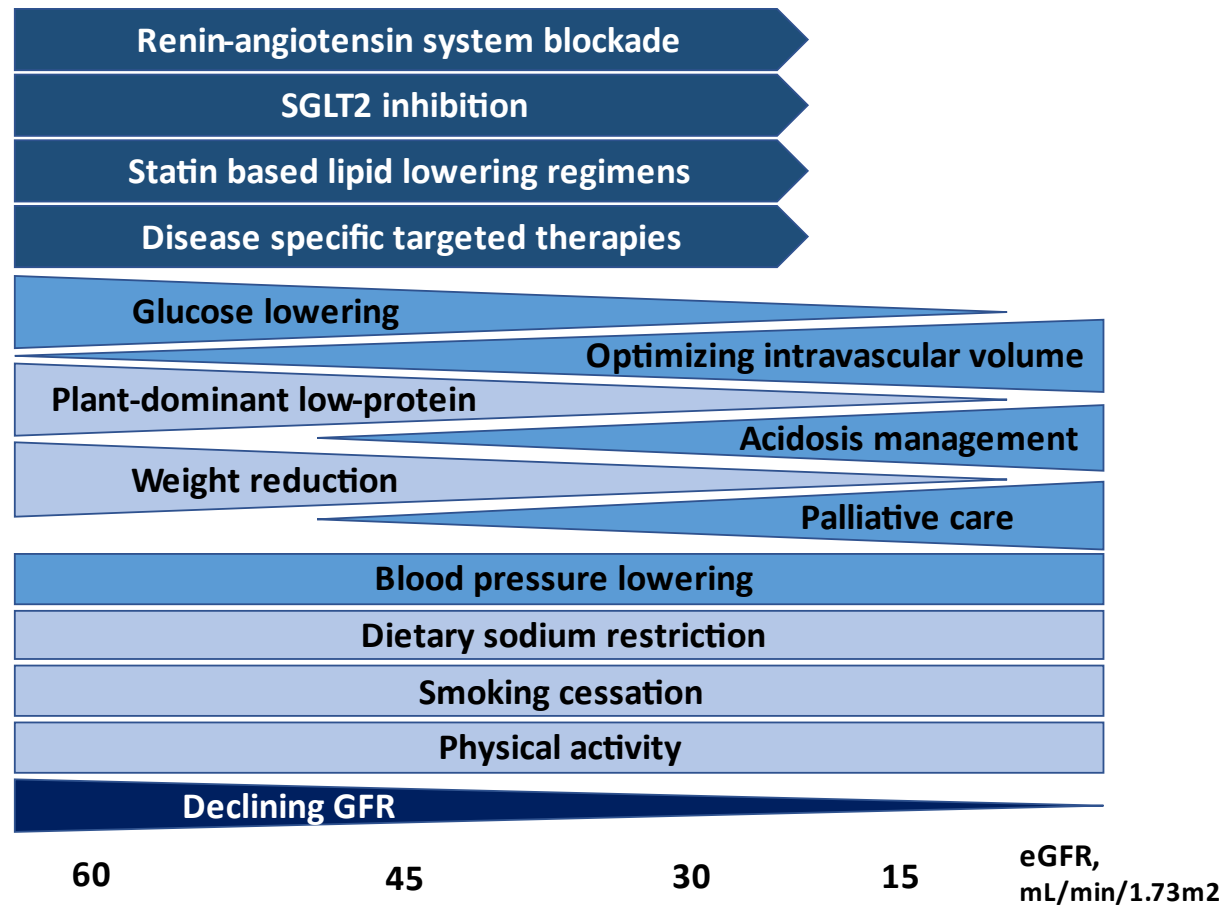 Renin-angiotensin system blockade
SGLT2 inhibition
Statin based lipid lowering regimens
Disease specific targeted therapies
Glucose lowering
Optimizing intravascular volume
Plant-dominant low-protein
Acidosis management
Weight reduction
Palliative care
Blood pressure lowering
Dietary sodium restriction
Smoking cessation
Physical activity
Declining GFR
60 45 30 15 eGFR,
mL/min/1.73m2